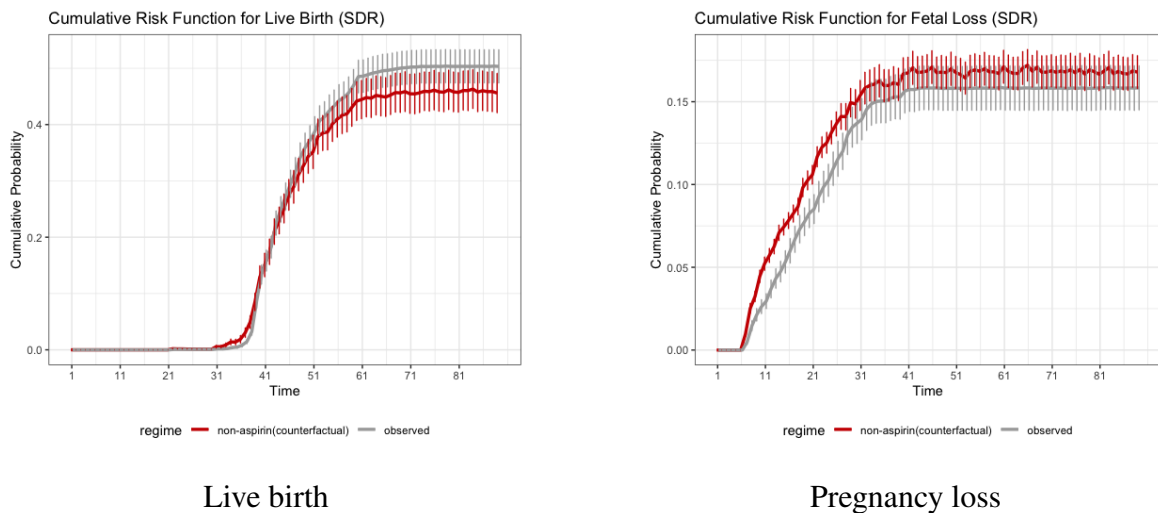 Cumulative Risk Function for Live Birth (SDR)
Cumulative Probability
0.4
0.2
0.0
1 11 21 31 41 51 61 71 81
Time
regime non-aspirin(counterfactual) observed
Live birth
Cumulative Risk Function for Fetal Loss (SDR)
Cumulative Probability
0.15
0.10
0.05
0.00
1 11 21 31 41 51 61 71 81
Time
regime non-aspirin(counterfactual) observed
Pregnancy loss